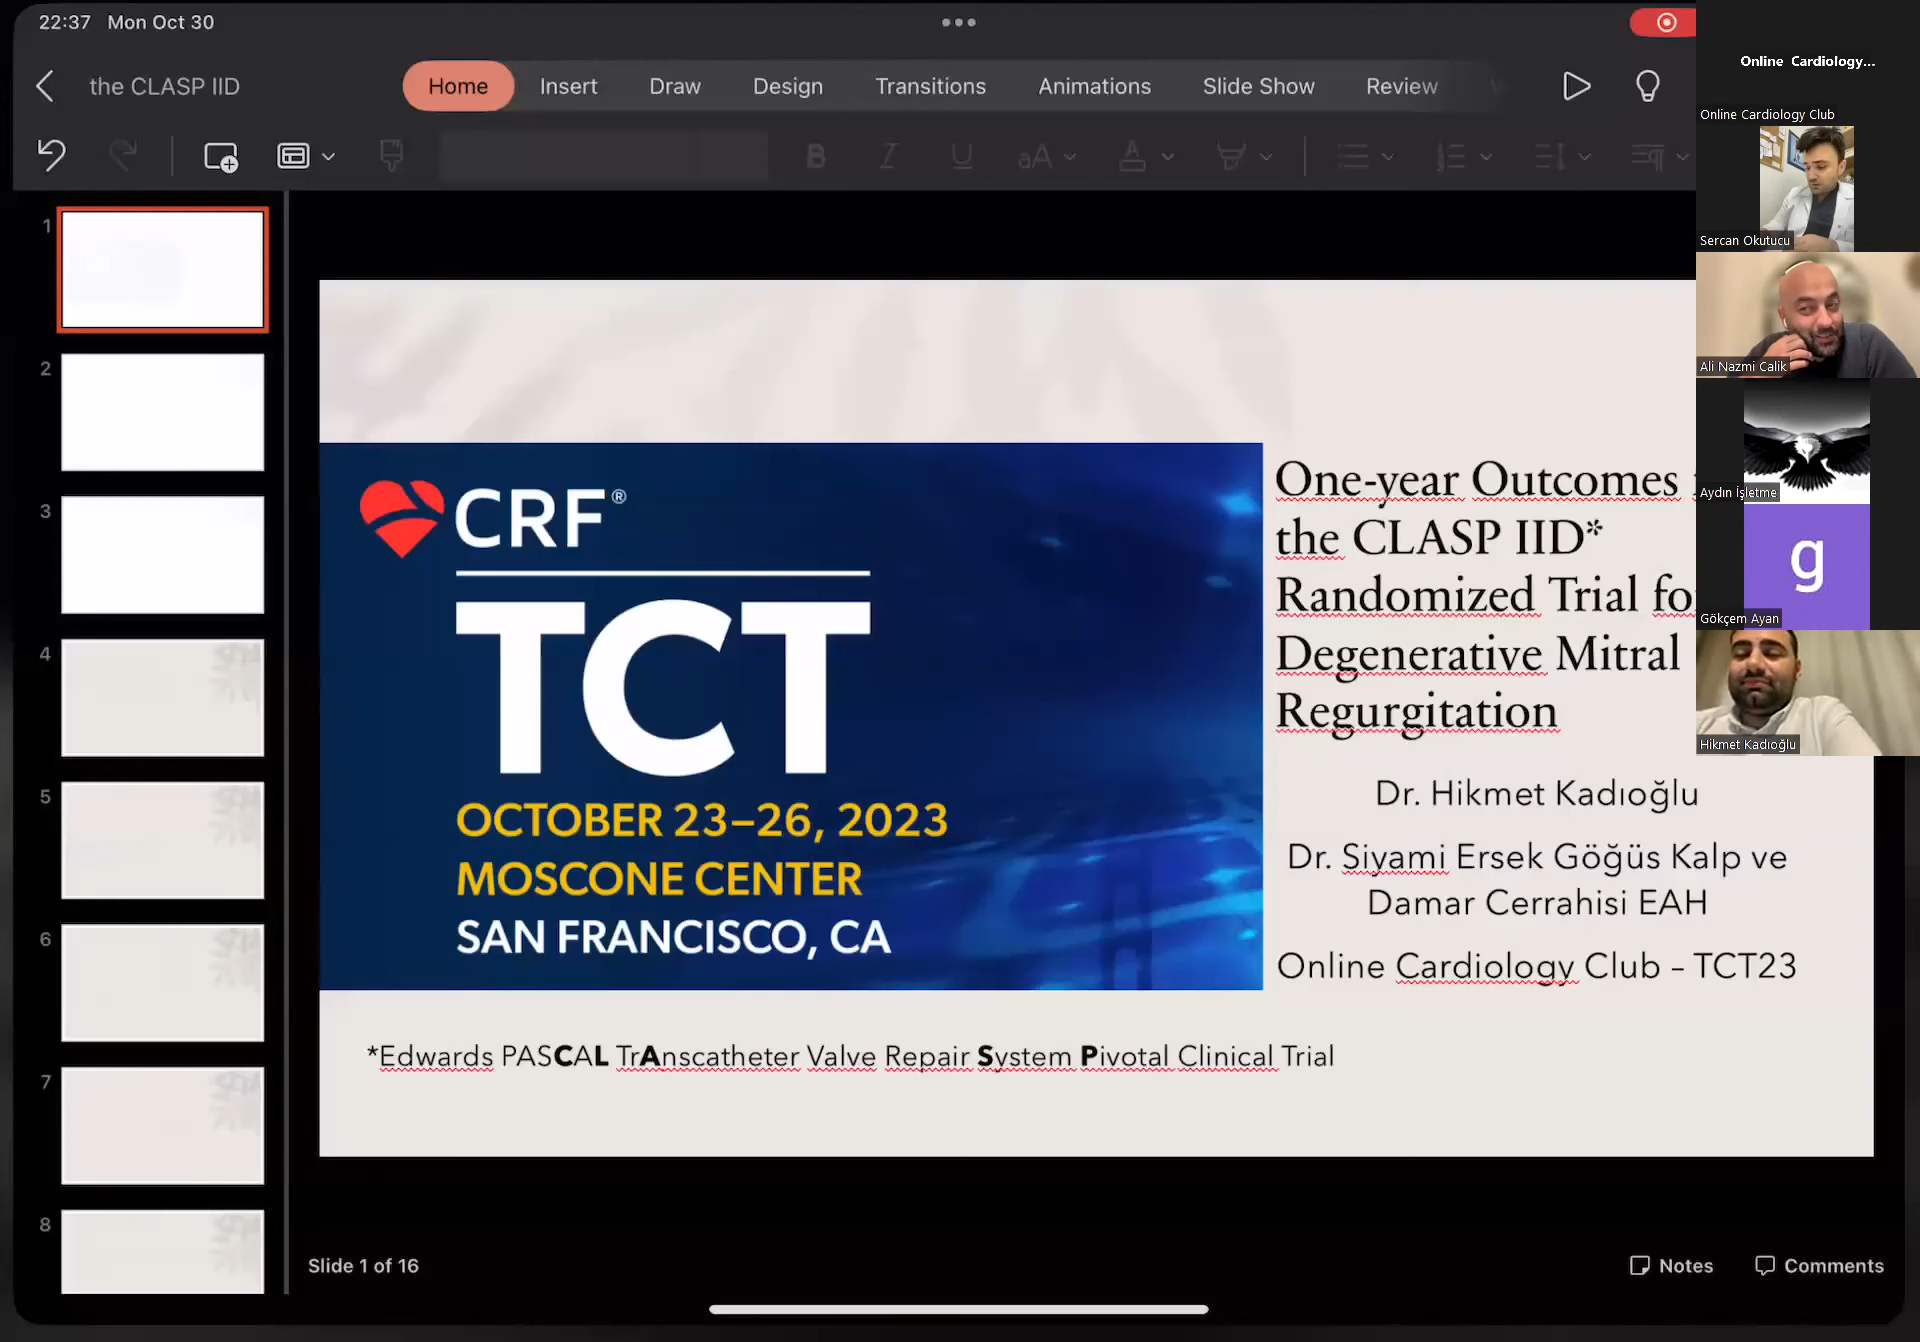 22:37 Mon Oct 30
the CLASP IID
Home Insert Draw Design Transitions Animations Slide Show Review
B I U aA A
1
2
3
4
5
6
7
8
CRF®
TCT
OCTOBER 23–26, 2023
MOSCONE CENTER
SAN FRANCISCO, CA
One-year Outcomes
the CLASP IID*
Randomized Trial fo
Degenerative Mitral
Regurgitation
Dr. Hikmet Kadıoğlu
Dr. Siyami Ersek Göğüs Kalp ve
Damar Cerrahisi EAH
Online Cardiology Club – TCT23
*Edwards PASCAL TrAnscatheter Valve Repair System Pivotal Clinical Trial
Slide 1 of 16
Notes Comments
Online Cardiology...
Online Cardiology Club
Sercan Okutucu
Ali Nazmi Calik
Aydın İşletme
g
Gökçem Ayan
Hikmet Kadıoğlu